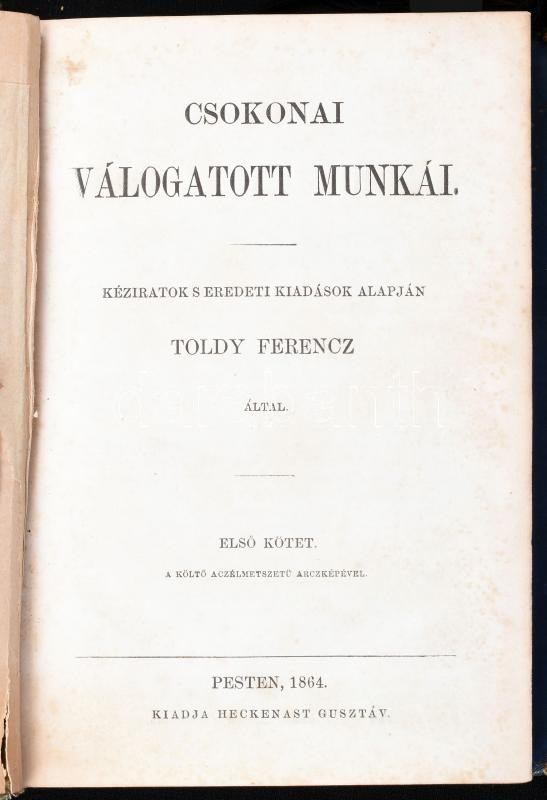 CSOKONAI
VÁLOGATOTT MUNKÁI.
KÉZIRATOK S EREDETI KIADÁSOK ALAPJÁN
TOLDY FERENCZ
ÁLTAL.
ELSŐ KÖTET.
A KÖLTŐ ACZÉLMETSZETŰ ARCZKÉPÉVEL.
PESTEN, 1864.
KIADJA HECKENAST GUSZTÁV.